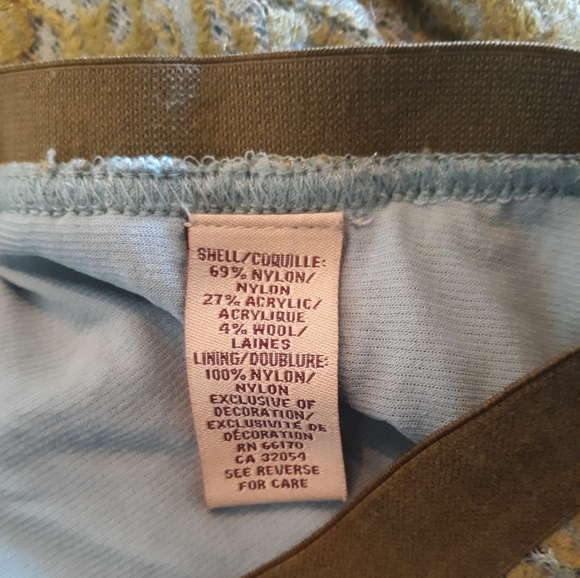 SHELL/COQUILLE:
69% NYLON/
NYLON
27% ACRYLIC/
ACRYLIQUE
4% WOOL/
LAINES
LINING/DOUBLURE:
100% NYLON/
NYLON
EXCLUSIVE OF
DECORATION/
EXCLUSIVITÉ DE
DÉCORATION
RN 66170
CA 32054
SEE REVERSE
FOR CARE